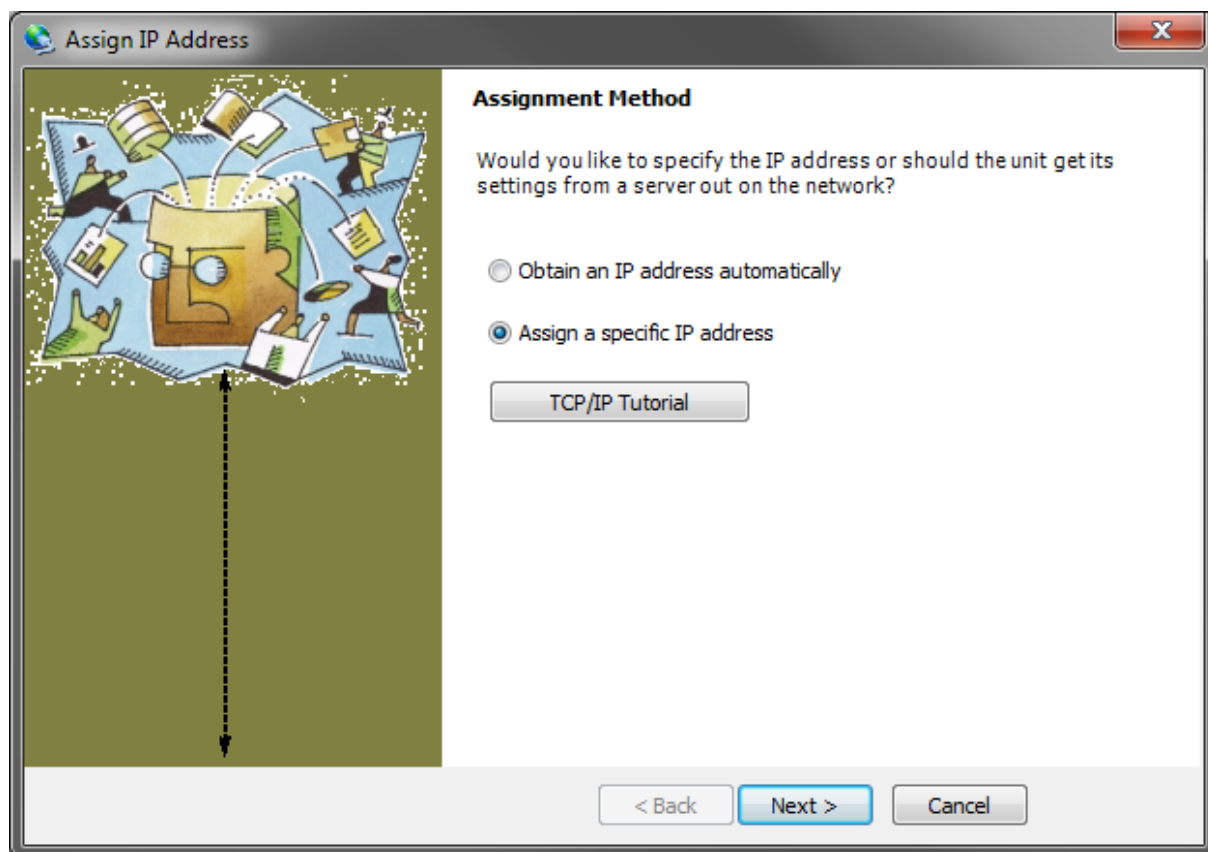 Assign IP Address
Assignment Method
Would you like to specify the IP address or should the unit get its
settings from a server out on the network?
Obtain an IP address automatically
Assign a specific IP address
TCP/IP Tutorial
< Back Next > Cancel